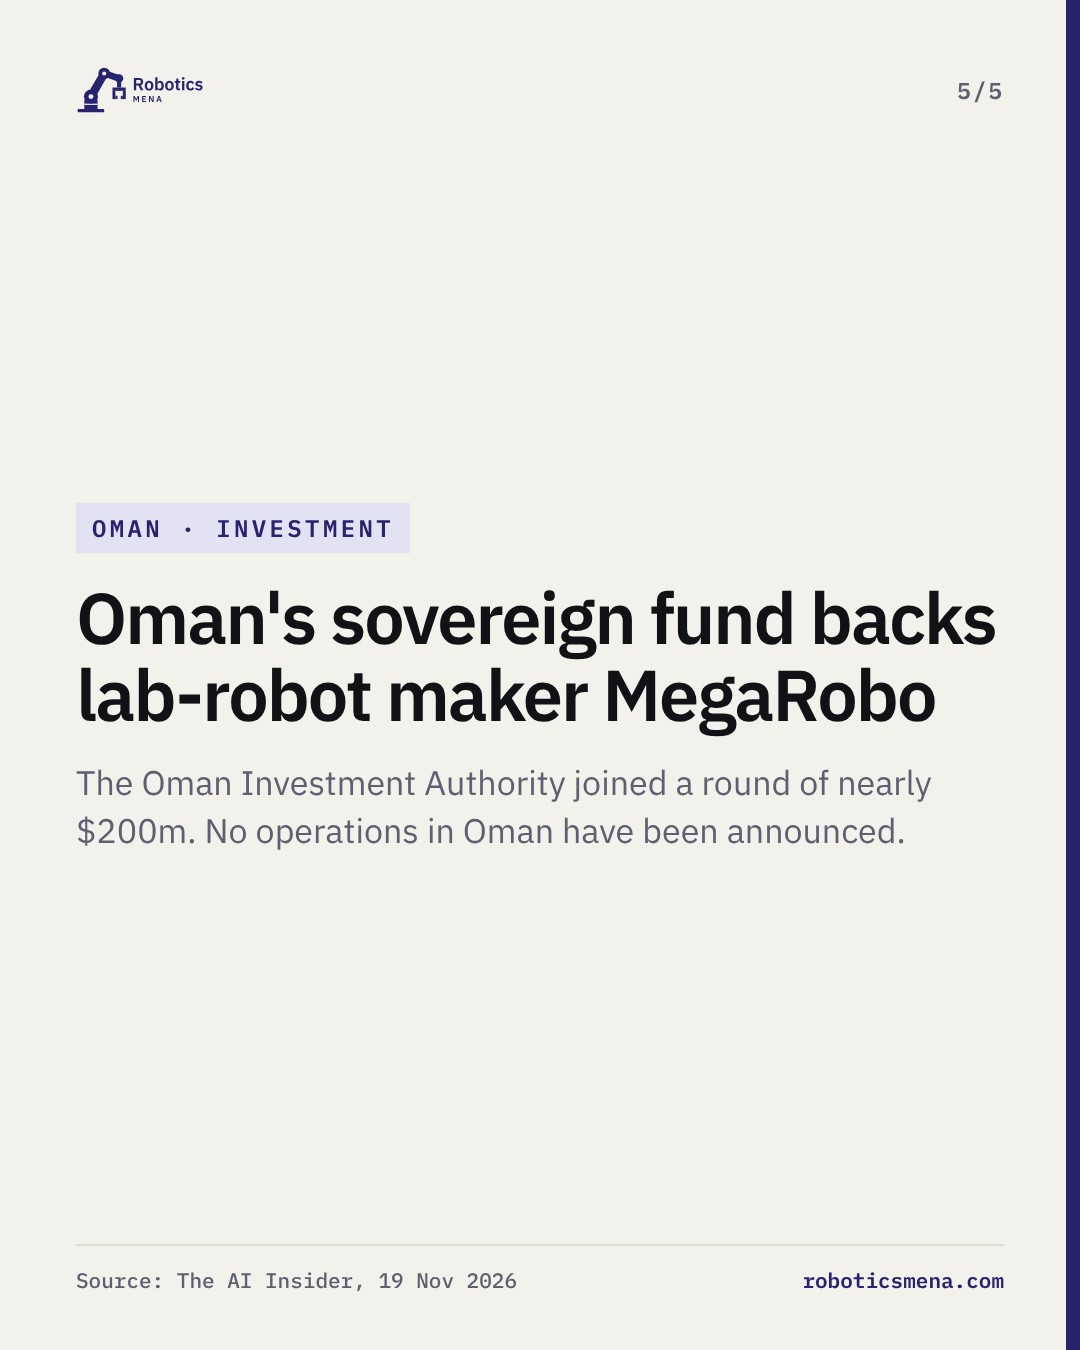 Robotics
MENA
5/5
OMAN · INVESTMENT
Oman's sovereign fund backs
lab-robot maker MegaRobo
The Oman Investment Authority joined a round of nearly
$200m. No operations in Oman have been announced.
Source: The AI Insider, 19 Nov 2026
roboticsmena.com